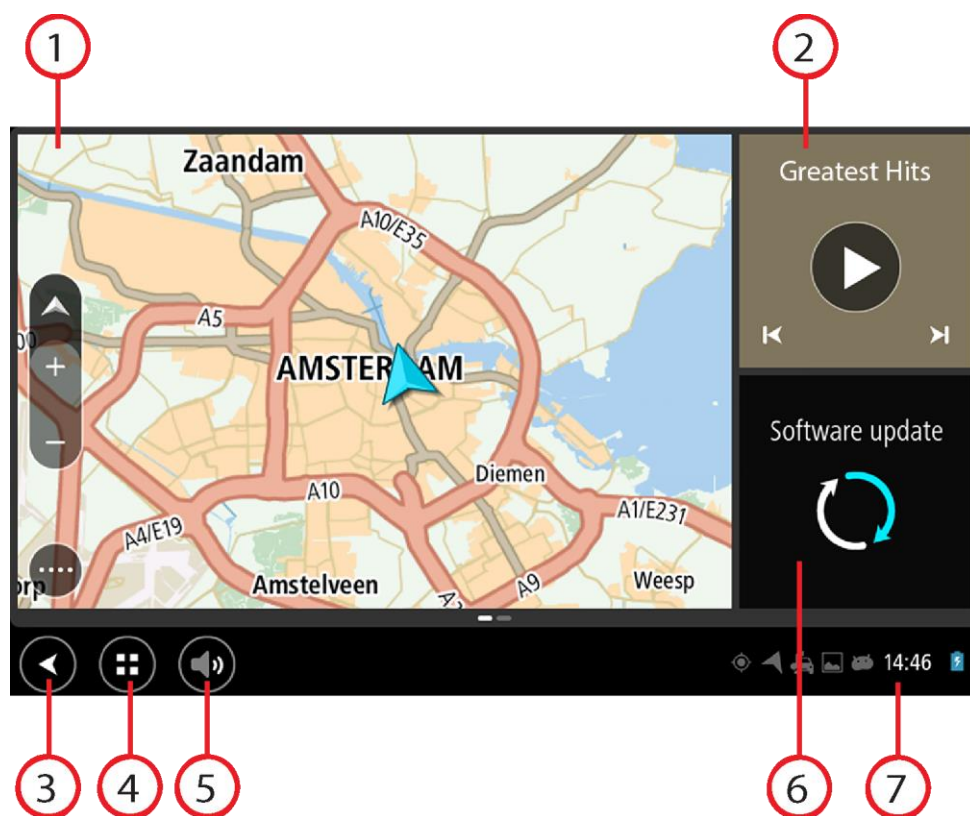 1
2
Zaandam
Greatest Hits
A10/E35
A5
AMSTERDAM
Software update
Diemen
A10
A1/E231
A4/E19
Amstelveen
A9
Weesp
14:46
3
4
5
6
7